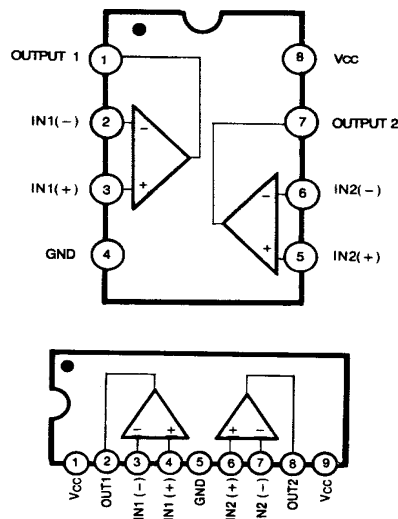 OUTPUT 1 1 8 Vcc
IN1(-) 2 - 7 OUTPUT 2
IN1(+) 3 + - 6 IN2(-)
GND 4 + 5 IN2(+)
- + + -
1 2 3 4 5 6 7 8 9
Vcc OUT1 IN1(-) IN1(+) GND IN2(+) N2(-) OUT2 Vcc